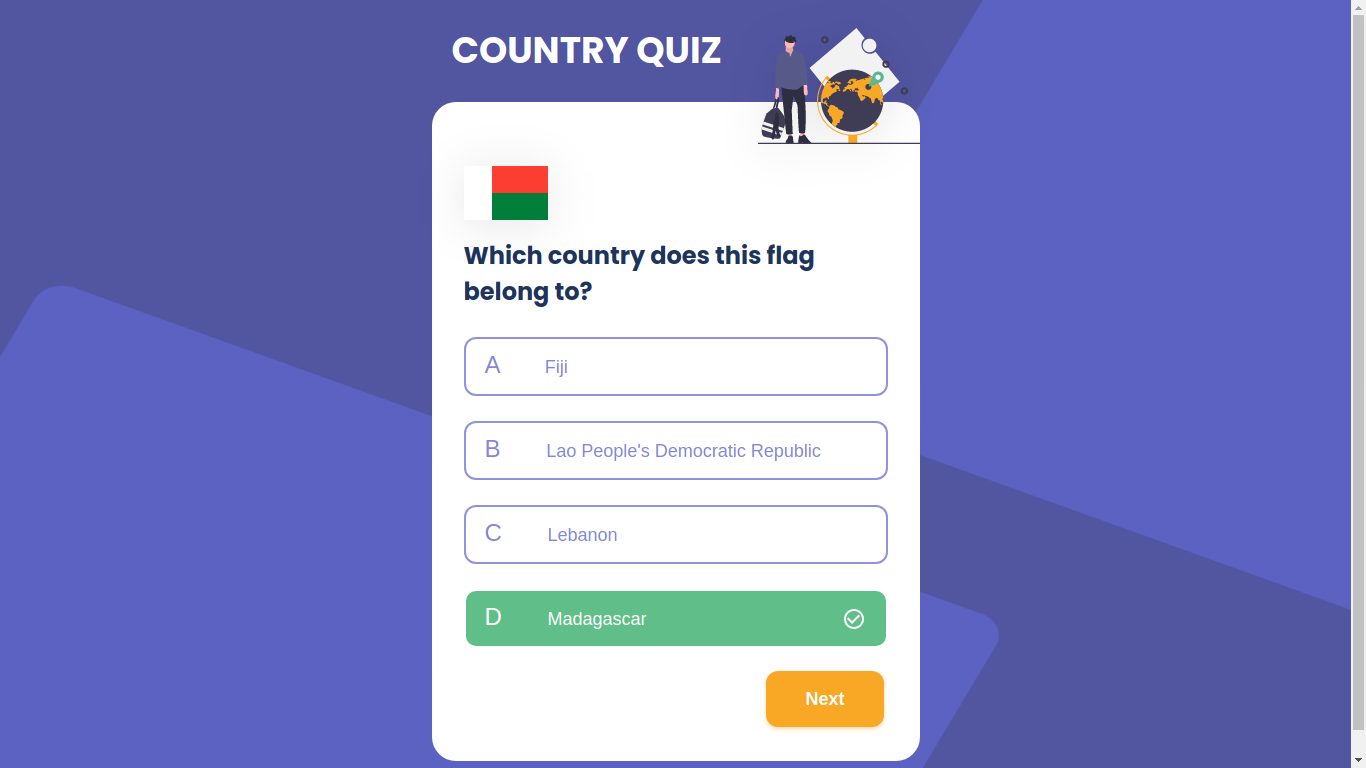 COUNTRY QUIZ
Which country does this flag
belong to?
A Fiji
B Lao People's Democratic Republic
C Lebanon
D Madagascar
Next